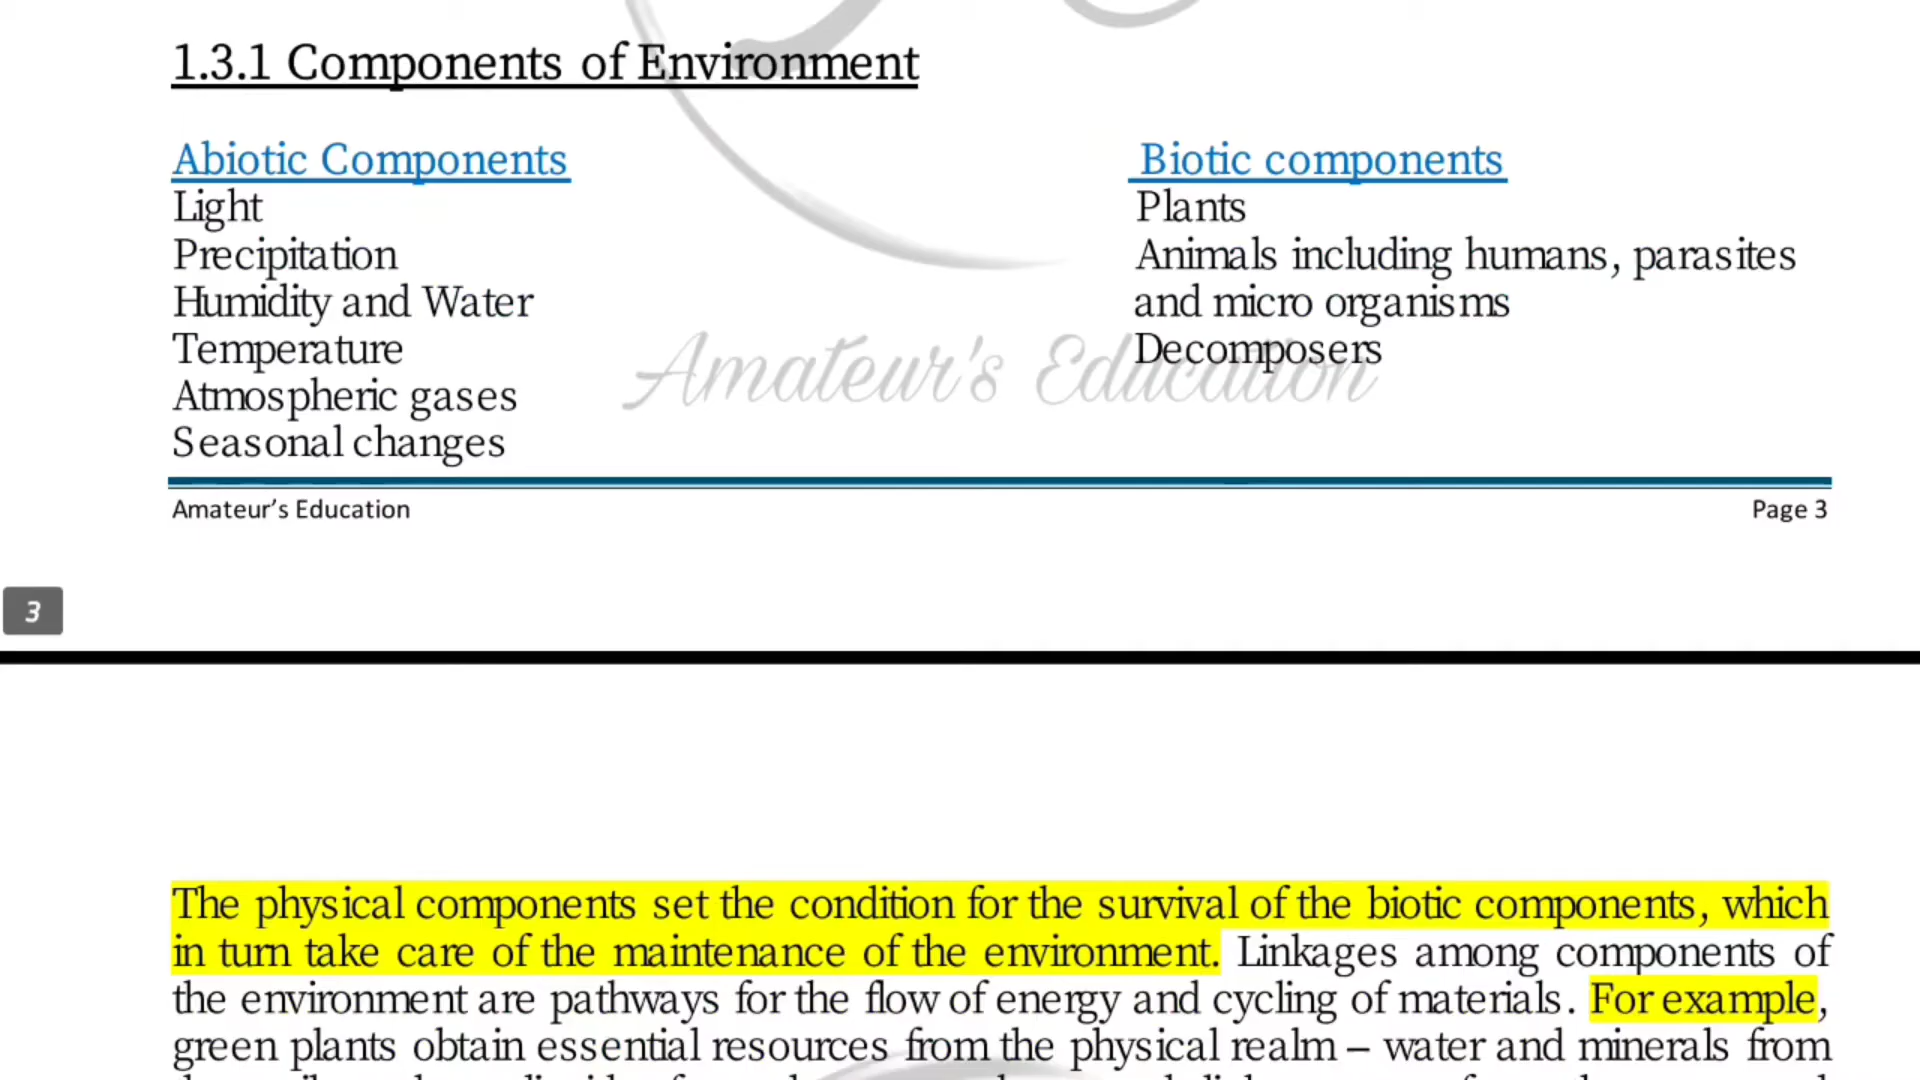 1.3.1 Components of Environment
Abiotic Components
Light
Precipitation
Humidity and Water
Temperature
Atmospheric gases
Seasonal changes
Biotic components
Plants
Animals including humans, parasites
and micro organisms
Decomposers
Amateur's Education
Amateur’s Education
Page 3
3
The physical components set the condition for the survival of the biotic components, which
in turn take care of the maintenance of the environment. Linkages among components of
the environment are pathways for the flow of energy and cycling of materials. For example,
green plants obtain essential resources from the physical realm – water and minerals from